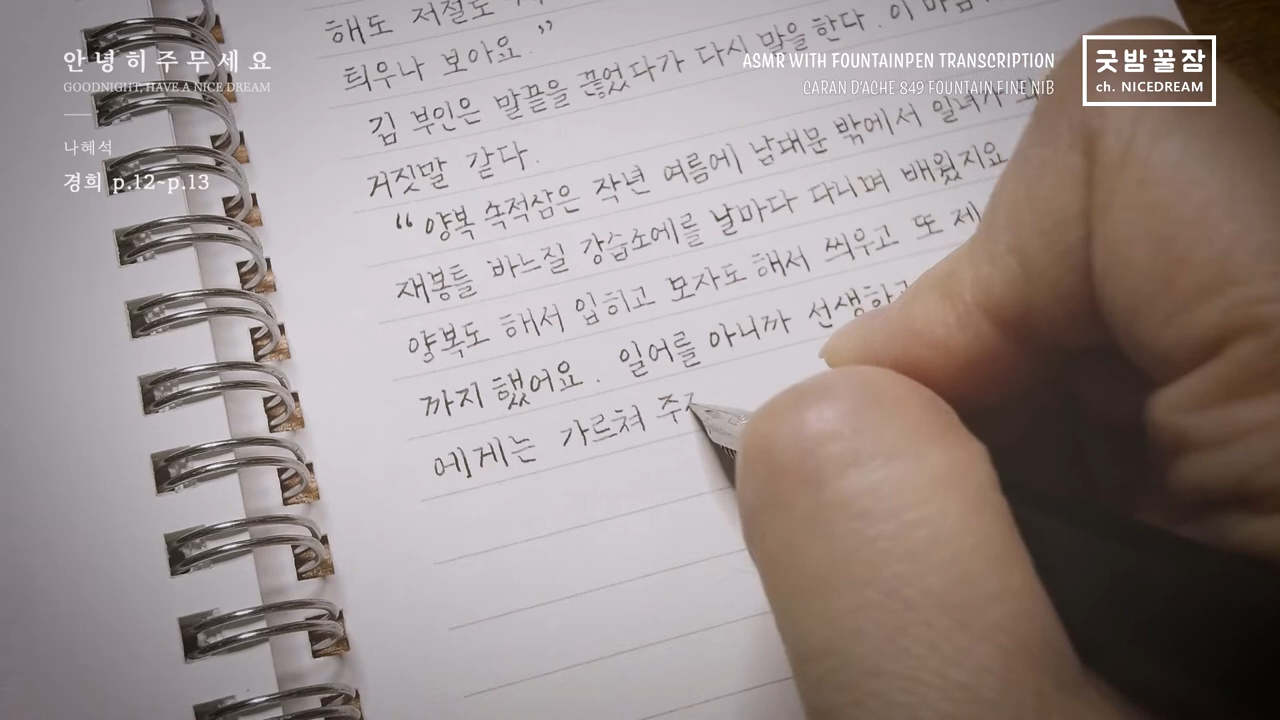 안녕히주무세요
GOODNIGHT, HAVE A NICE DREAM
나혜석
경희 p.12~p.13
ASMR WITH FOUNTAINPEN TRANSCRIPTION
CARAN D'ACHE 849 FOUNTAIN FINE NIB
굿밤꿀잠
ch. NICEDREAM
해도 저절도
틔우나 보아요.”
김 부인은 말끝을 끊었다가 다시 말을 한다. 이
거짓말 같다.
“양복 속적삼은 작년 여름에 남대문 밖에서 일녀가
재봉틀 바느질 강습소에를 날마다 다니며 배웠지요
양복도 해서 입히고 모자도 해서 씌우고 또 제
까지 했어요. 일어를 아니까 선생하고
에게는 가르쳐